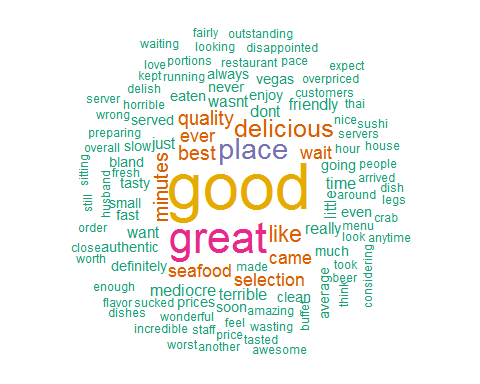 fairly outstanding
waiting looking disappointed
love portions restaurant pace
kept running always vegas expect
delish eaten never enjoy overpriced
server horrible wasnt dont friendly customers thai
wrong served quality delicious nice sushi
preparing ever servers
overall slow just best place wait hour house
sitting bland minutes going people
fresh tasty good time arrived dish
still husband small little around legs
fast even crab
order want great like really menu
close authentic look anytime
worth definitely seafood came much
enough mediocre made selection took considering
flavor sucked prices terrible clean average think beer
dishes wonderful soon amazing buffet
incredible staff feel wasting
worst another price tasted awesome